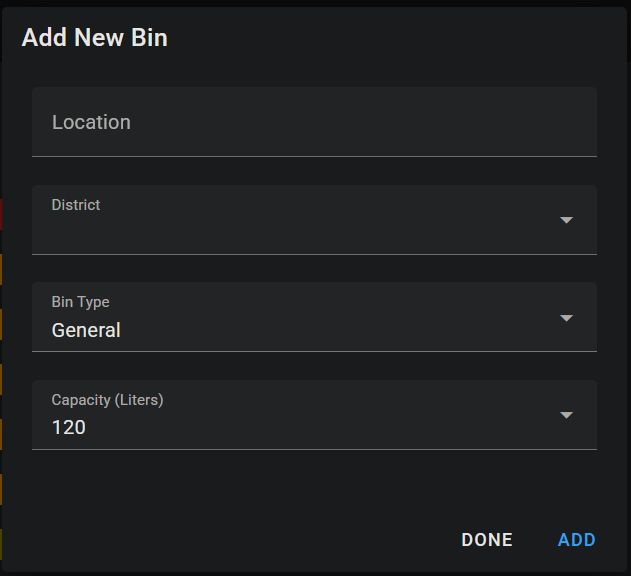 Add New Bin
Location
District
Bin Type
General
Capacity (Liters)
120
DONE ADD